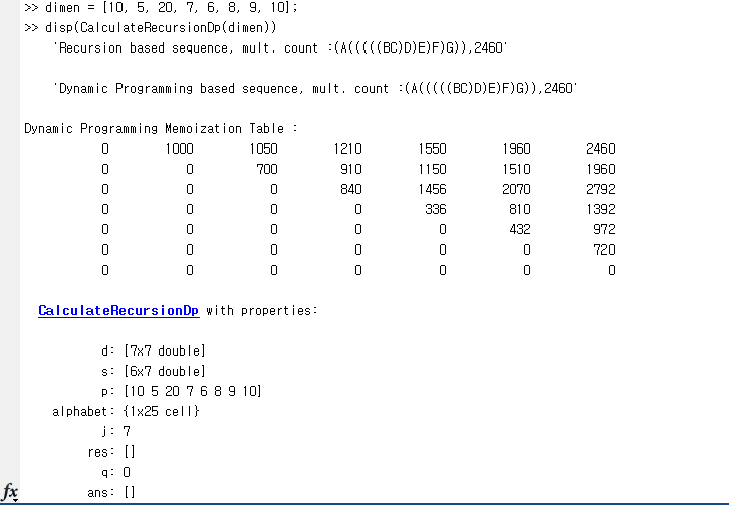 >> dimen = [10, 5, 20, 7, 6, 8, 9, 10];
>> disp(CalculateRecursionDp(dimen))
'Recursion based sequence, mult. count :(A(((((BC)D)E)F)G)),2460'
'Dynamic Programming based sequence, mult. count :(A(((((BC)D)E)F)G)),2460'
Dynamic Programming Memoization Table :
0 1000 1050 1210 1550 1960 2460
0 0 700 910 1150 1510 1960
0 0 0 840 1456 2070 2792
0 0 0 0 336 810 1392
0 0 0 0 0 432 972
0 0 0 0 0 0 720
0 0 0 0 0 0 0
CalculateRecursionDp with properties:
d: [7x7 double]
s: [6x7 double]
p: [10 5 20 7 6 8 9 10]
alphabet: {1x25 cell}
j: 7
res: []
q: 0
fx ans: []